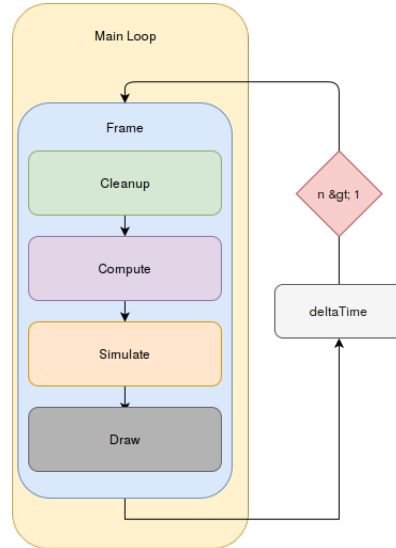 Main Loop
Frame
Cleanup
Compute
Simulate
Draw
n &gt; 1
deltaTime